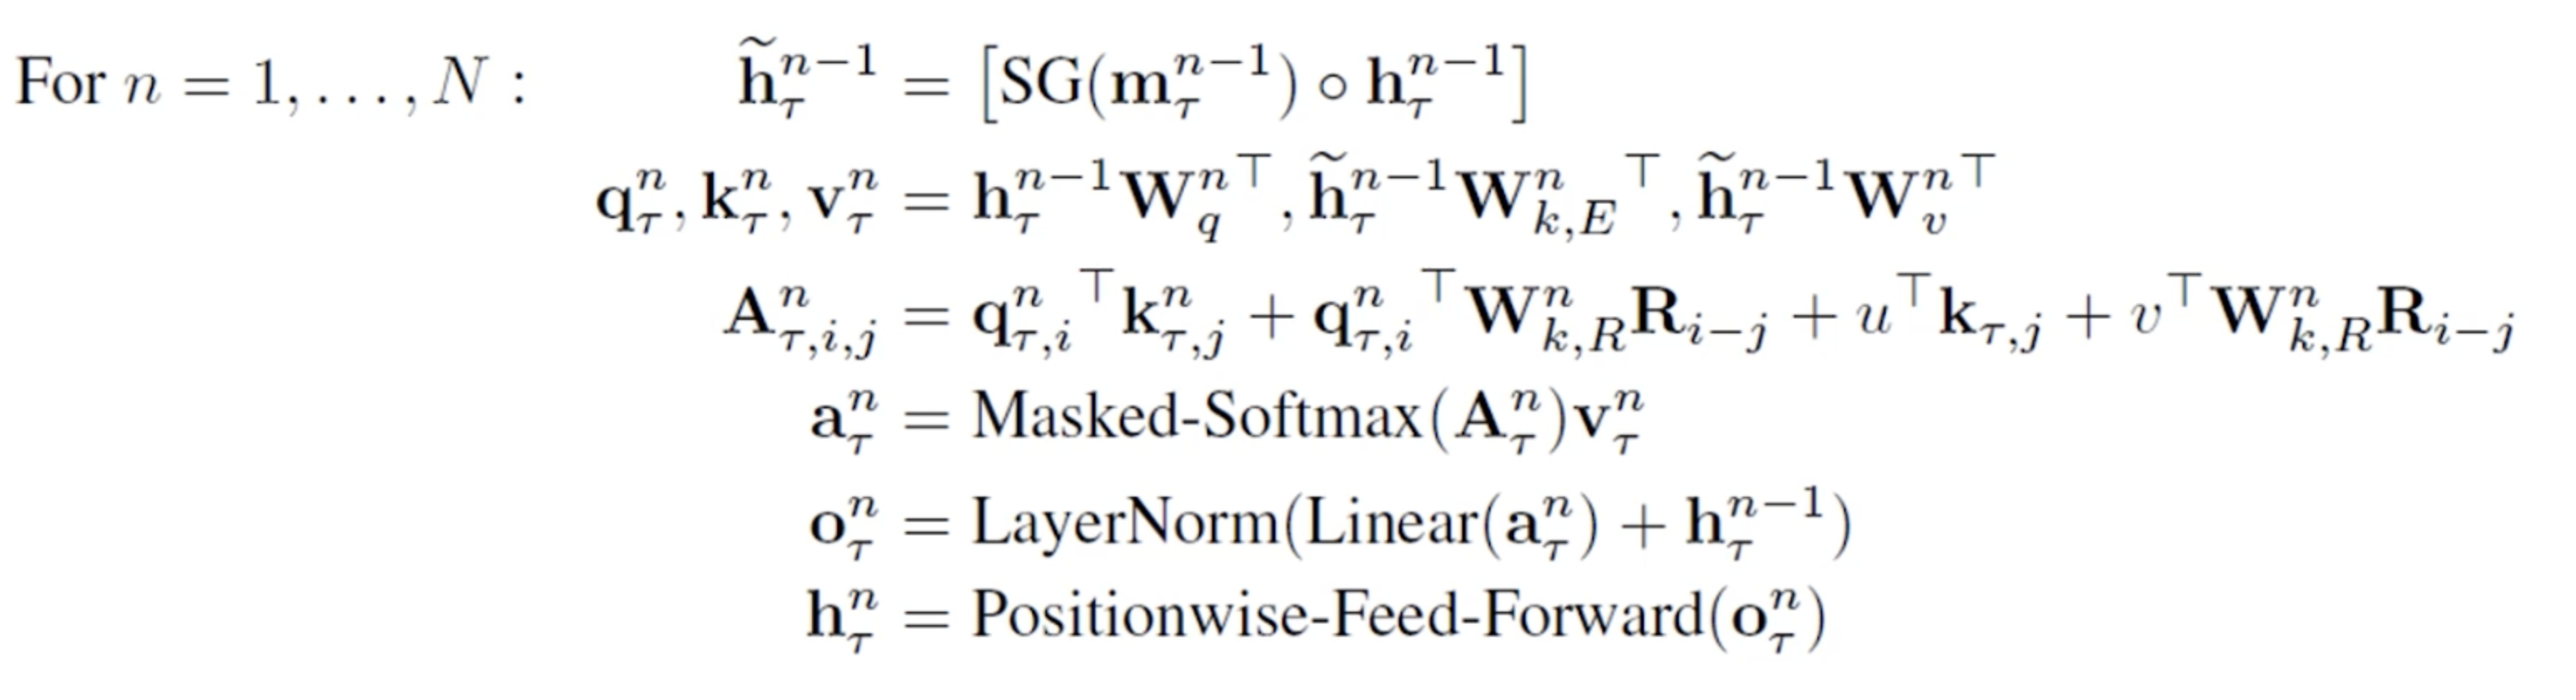 For n = 1, . . . , N : h̃_τ^{n−1} = [SG(m_τ^{n−1}) ∘ h_τ^{n−1}]
q_τ^n, k_τ^n, v_τ^n = h_τ^{n−1} W_q^{n⊤}, h̃_τ^{n−1} W_{k,E}^{n ⊤}, h̃_τ^{n−1} W_v^{n⊤}
A_{τ,i,j}^n = q_{τ,i}^{n ⊤} k_{τ,j}^n + q_{τ,i}^{n ⊤} W_{k,R}^n R_{i−j} + u^⊤ k_{τ,j} + v^⊤ W_{k,R}^n R_{i−j}
a_τ^n = Masked-Softmax(A_τ^n) v_τ^n
o_τ^n = LayerNorm(Linear(a_τ^n) + h_τ^{n−1})
h_τ^n = Positionwise-Feed-Forward(o_τ^n)